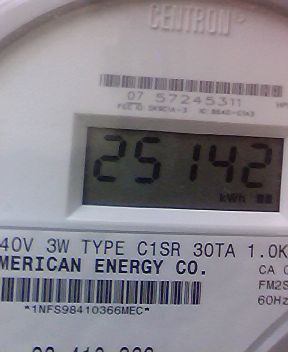 CENTRON®
07 57245311
25142
kWh
40V 3W TYPE C1SR 30TA 1.0K
MERICAN ENERGY CO.
CA 0
FM2S
60Hz
*1NFS98410366MEC*